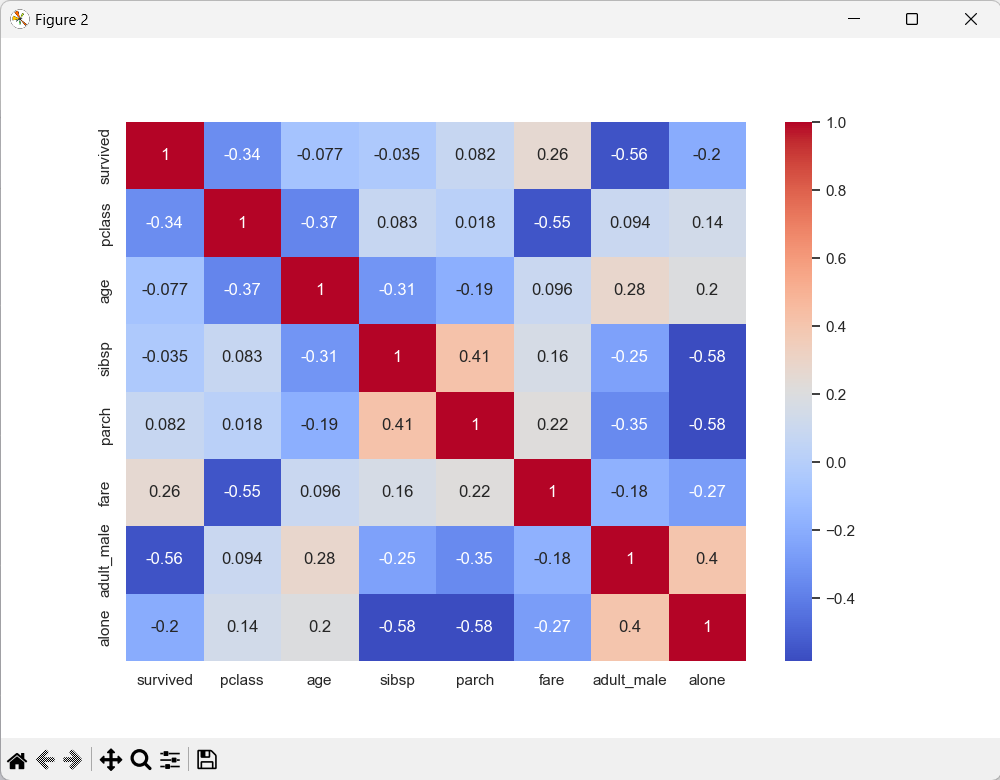 Figure 2
1.0
survived 1 -0.34 -0.077 -0.035 0.082 0.26 -0.56 -0.2
0.8
pclass -0.34 1 -0.37 0.083 0.018 -0.55 0.094 0.14
0.6
age -0.077 -0.37 1 -0.31 -0.19 0.096 0.28 0.2
0.4
sibsp -0.035 0.083 -0.31 1 0.41 0.16 -0.25 -0.58
0.2
parch 0.082 0.018 -0.19 0.41 1 0.22 -0.35 -0.58
0.0
fare 0.26 -0.55 0.096 0.16 0.22 1 -0.18 -0.27
−0.2
adult_male -0.56 0.094 0.28 -0.25 -0.35 -0.18 1 0.4
−0.4
alone -0.2 0.14 0.2 -0.58 -0.58 -0.27 0.4 1
survived pclass age sibsp parch fare adult_male alone